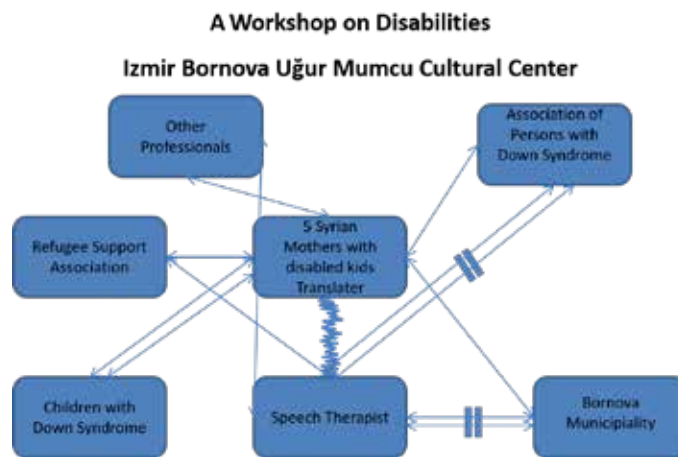 A Workshop on Disabilities
Izmir Bornova Uğur Mumcu Cultural Center
Other
Professionals
Association of
Persons with
Down Syndrome
Refugee Support
Association
5 Syrian
Mothers with
disabled kids
Translater
Children with
Down Syndrome
Speech Therapist
Bornova
Municipiality